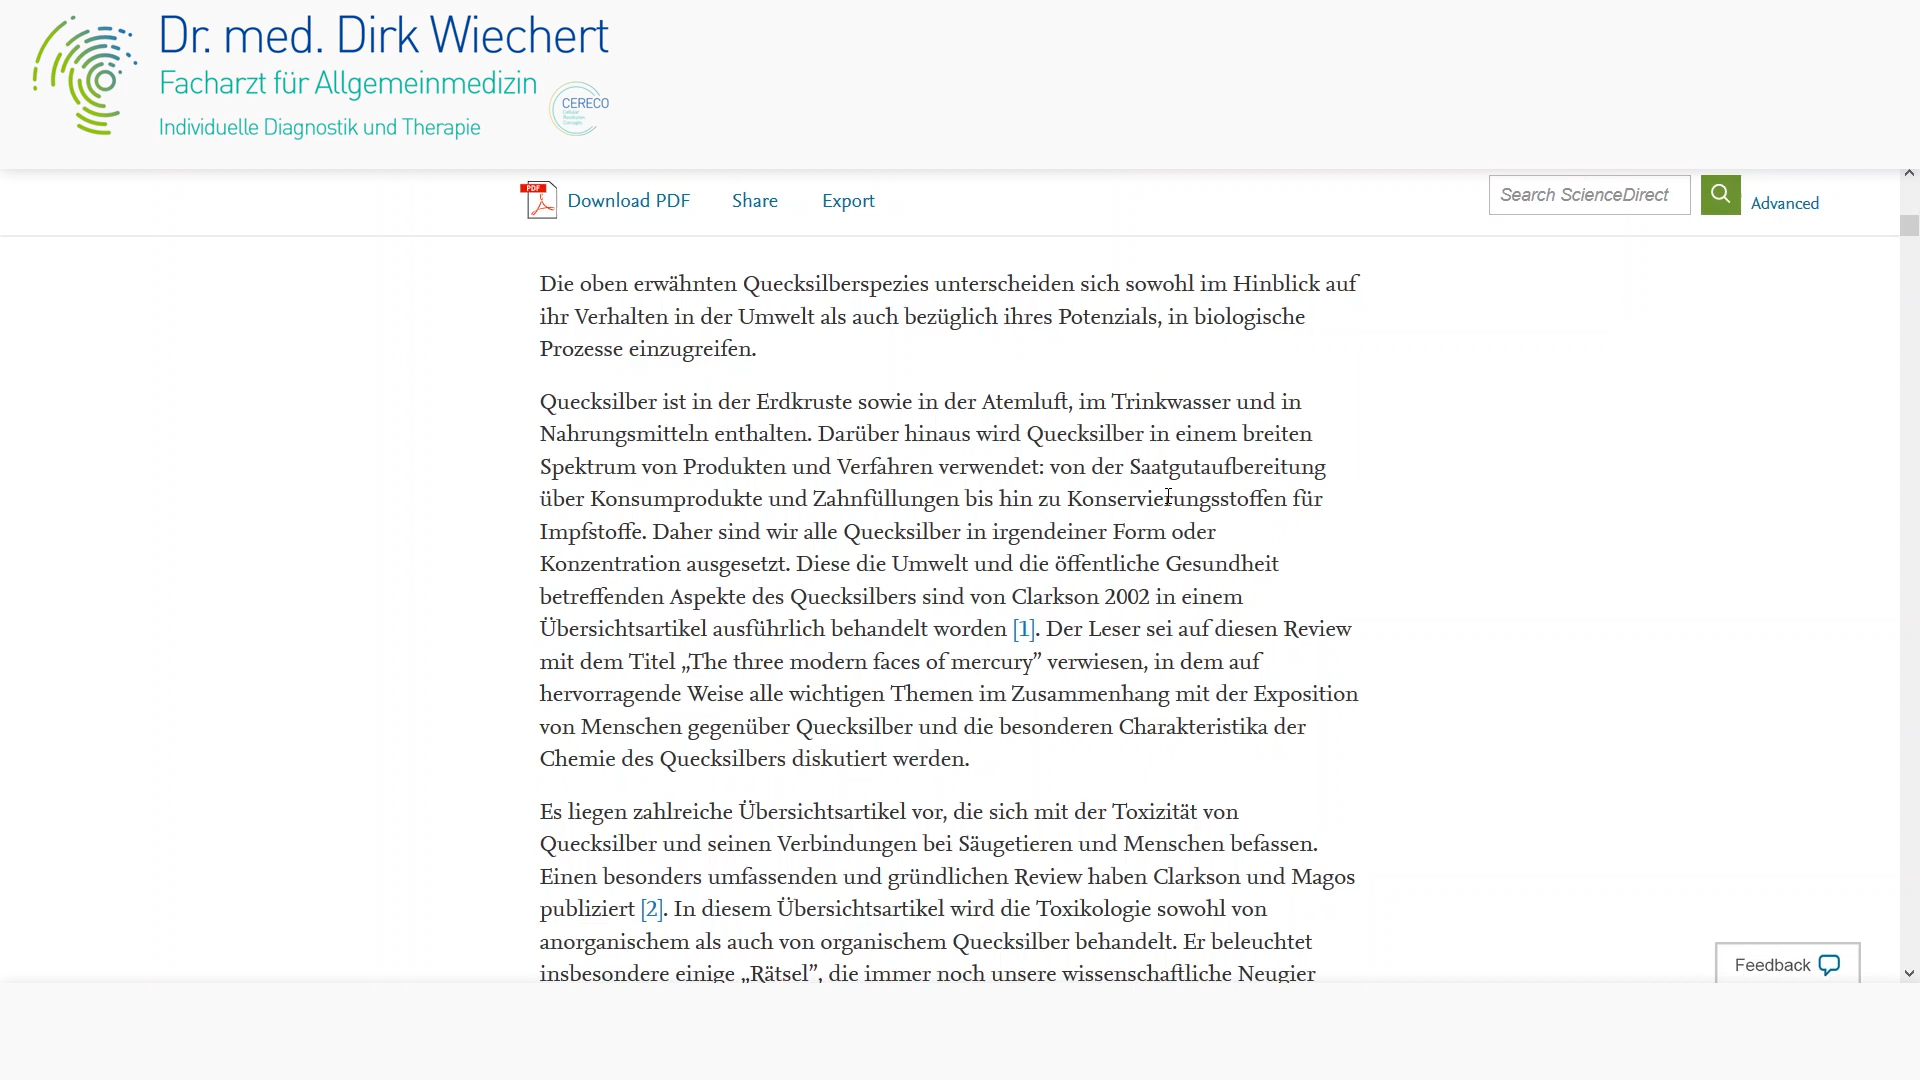 Dr. med. Dirk Wiechert
Facharzt für Allgemeinmedizin
CERECO
Individuelle Diagnostik und Therapie
PDF
Download PDF Share Export Search ScienceDirect Advanced
Die oben erwähnten Quecksilberspezies unterscheiden sich sowohl im Hinblick auf
ihr Verhalten in der Umwelt als auch bezüglich ihres Potenzials, in biologische
Prozesse einzugreifen.
Quecksilber ist in der Erdkruste sowie in der Atemluft, im Trinkwasser und in
Nahrungsmitteln enthalten. Darüber hinaus wird Quecksilber in einem breiten
Spektrum von Produkten und Verfahren verwendet: von der Saatgutaufbereitung
über Konsumprodukte und Zahnfüllungen bis hin zu Konservierungsstoffen für
Impfstoffe. Daher sind wir alle Quecksilber in irgendeiner Form oder
Konzentration ausgesetzt. Diese die Umwelt und die öffentliche Gesundheit
betreffenden Aspekte des Quecksilbers sind von Clarkson 2002 in einem
Übersichtsartikel ausführlich behandelt worden [1]. Der Leser sei auf diesen Review
mit dem Titel „The three modern faces of mercury” verwiesen, in dem auf
hervorragende Weise alle wichtigen Themen im Zusammenhang mit der Exposition
von Menschen gegenüber Quecksilber und die besonderen Charakteristika der
Chemie des Quecksilbers diskutiert werden.
Es liegen zahlreiche Übersichtsartikel vor, die sich mit der Toxizität von
Quecksilber und seinen Verbindungen bei Säugetieren und Menschen befassen.
Einen besonders umfassenden und gründlichen Review haben Clarkson und Magos
publiziert [2]. In diesem Übersichtsartikel wird die Toxikologie sowohl von
anorganischem als auch von organischem Quecksilber behandelt. Er beleuchtet
insbesondere einige „Rätsel”, die immer noch unsere wissenschaftliche Neugier
Feedback